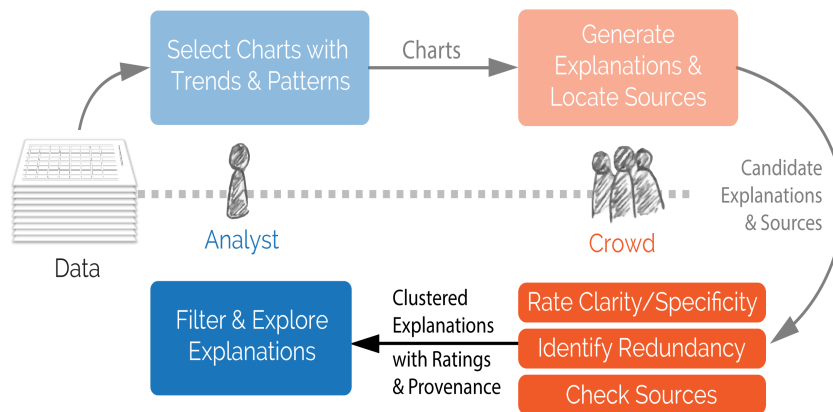 Select Charts with
Trends & Patterns
Charts
Generate
Explanations &
Locate Sources
Candidate
Explanations
& Sources
Data
Analyst
Crowd
Filter & Explore
Explanations
Clustered
Explanations
with Ratings
& Provenance
Rate Clarity/Specificity
Identify Redundancy
Check Sources